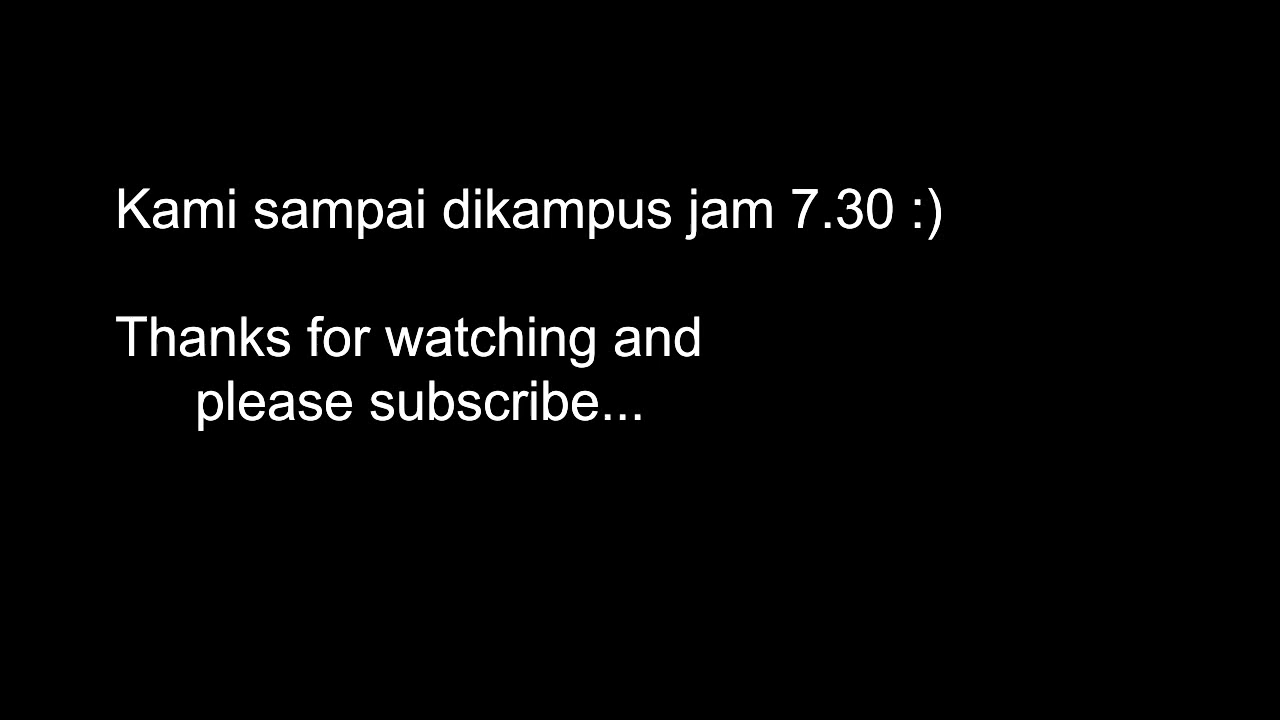 Kami sampai dikampus jam 7.30 :)
Thanks for watching and
please subscribe...